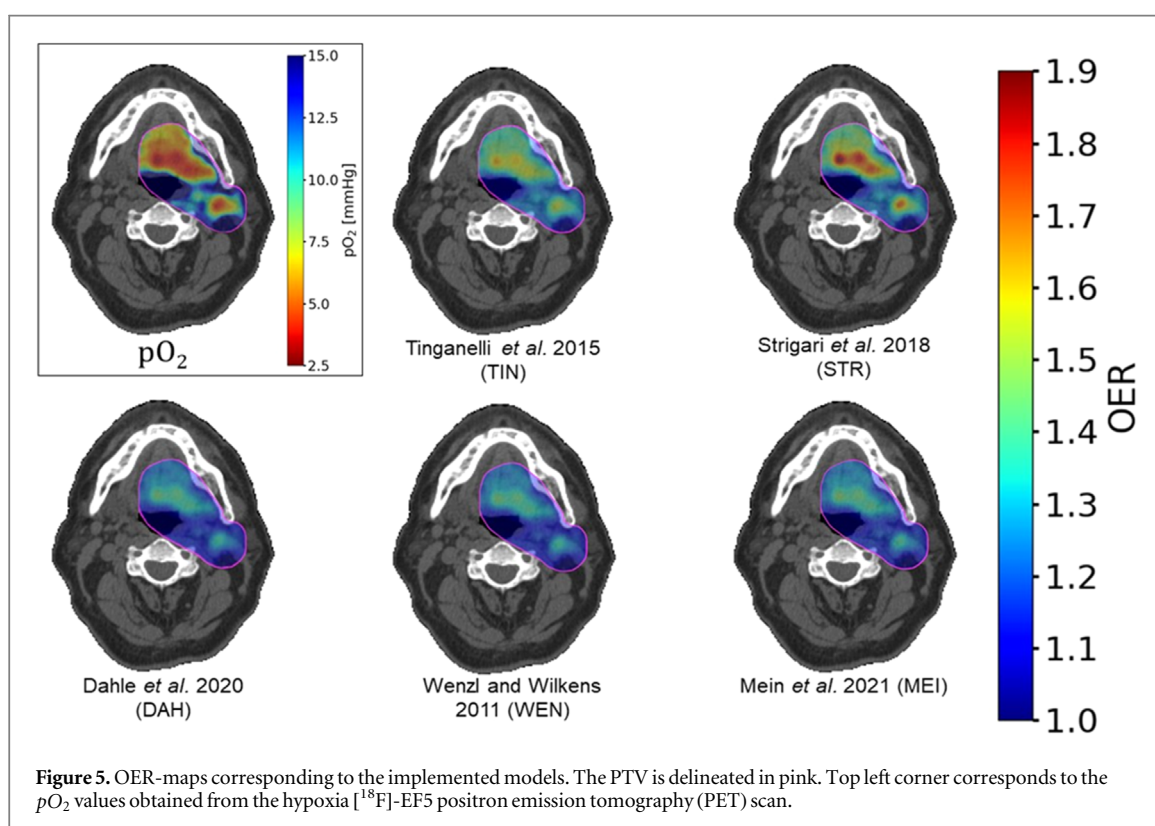 15.0
12.5
10.0
7.5
5.0
2.5
pO₂ [mmHg]
pO₂
Tinganelli et al. 2015
(TIN)
Strigari et al. 2018
(STR)
1.9
1.8
1.7
1.6
1.5
1.4
1.3
1.2
1.1
1.0
OER
Dahle et al. 2020
(DAH)
Wenzl and Wilkens
2011 (WEN)
Mein et al. 2021 (MEI)
Figure 5. OER-maps corresponding to the implemented models. The PTV is delineated in pink. Top left corner corresponds to the
pO₂ values obtained from the hypoxia [¹⁸F]-EF5 positron emission tomography (PET) scan.